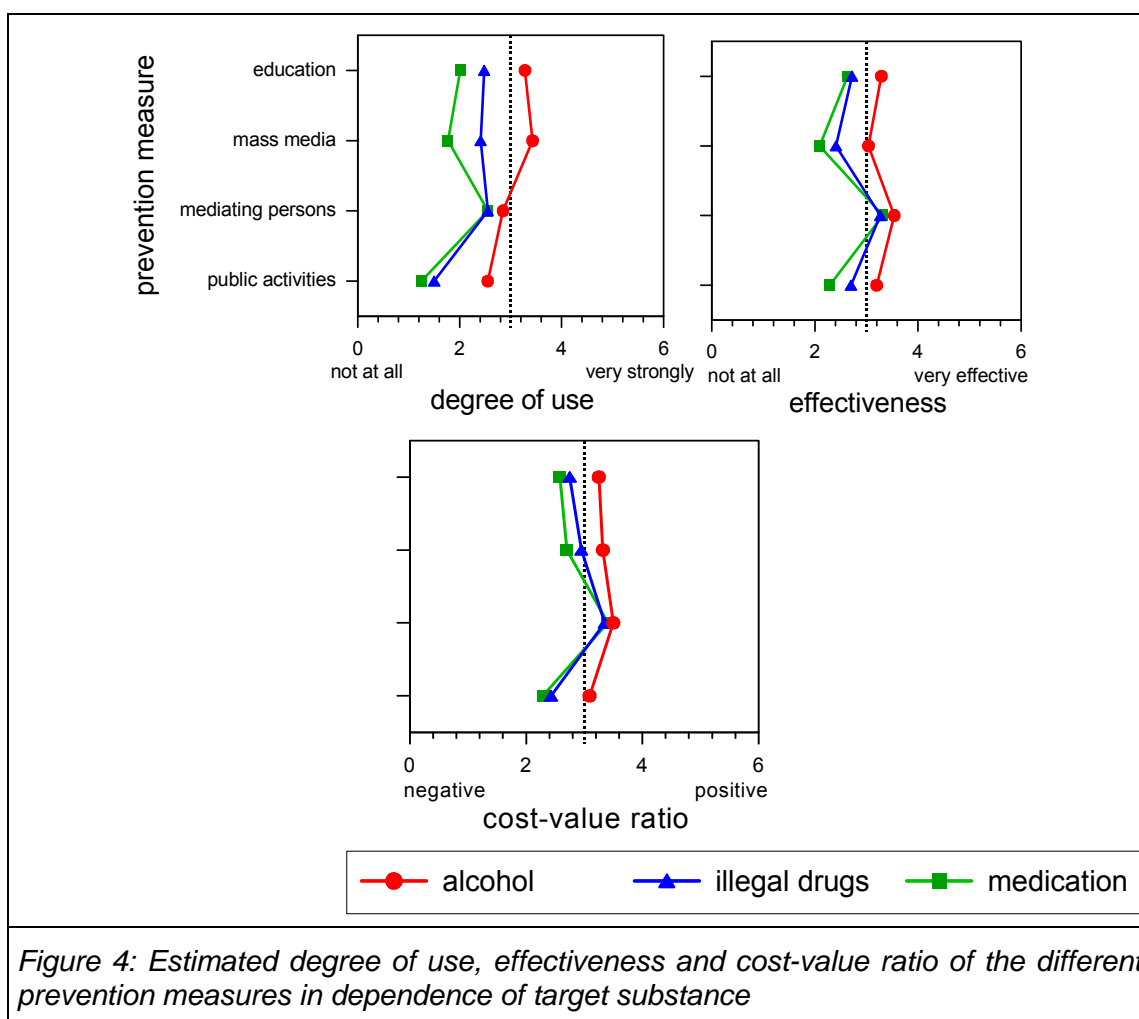 prevention measure
education
mass media
mediating persons
public activities
0 2 4 6
not at all very strongly
degree of use
0 2 4 6
not at all very effective
effectiveness
0 2 4 6
negative positive
cost-value ratio
alcohol illegal drugs medication
Figure 4: Estimated degree of use, effectiveness and cost-value ratio of the different
prevention measures in dependence of target substance